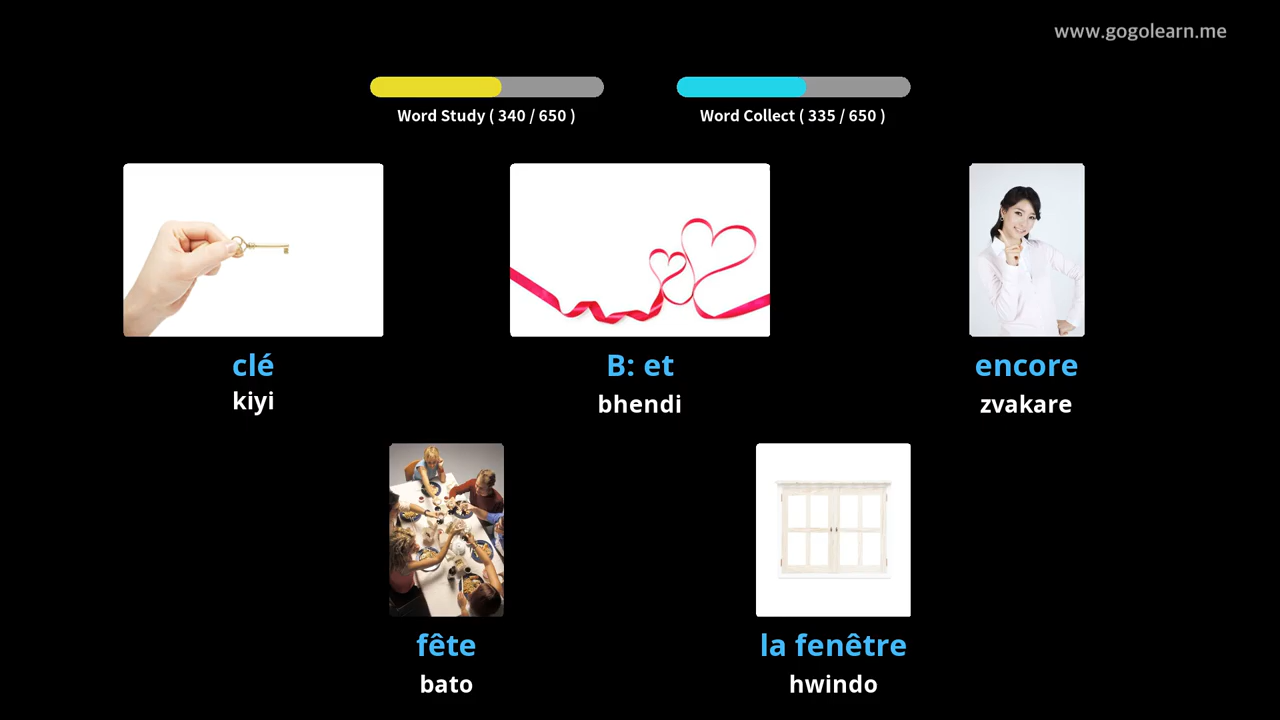 www.gogolearn.me
Word Study ( 340 / 650 )
Word Collect ( 335 / 650 )
clé
kiyi
B: et
bhendi
encore
zvakare
fête
bato
la fenêtre
hwindo